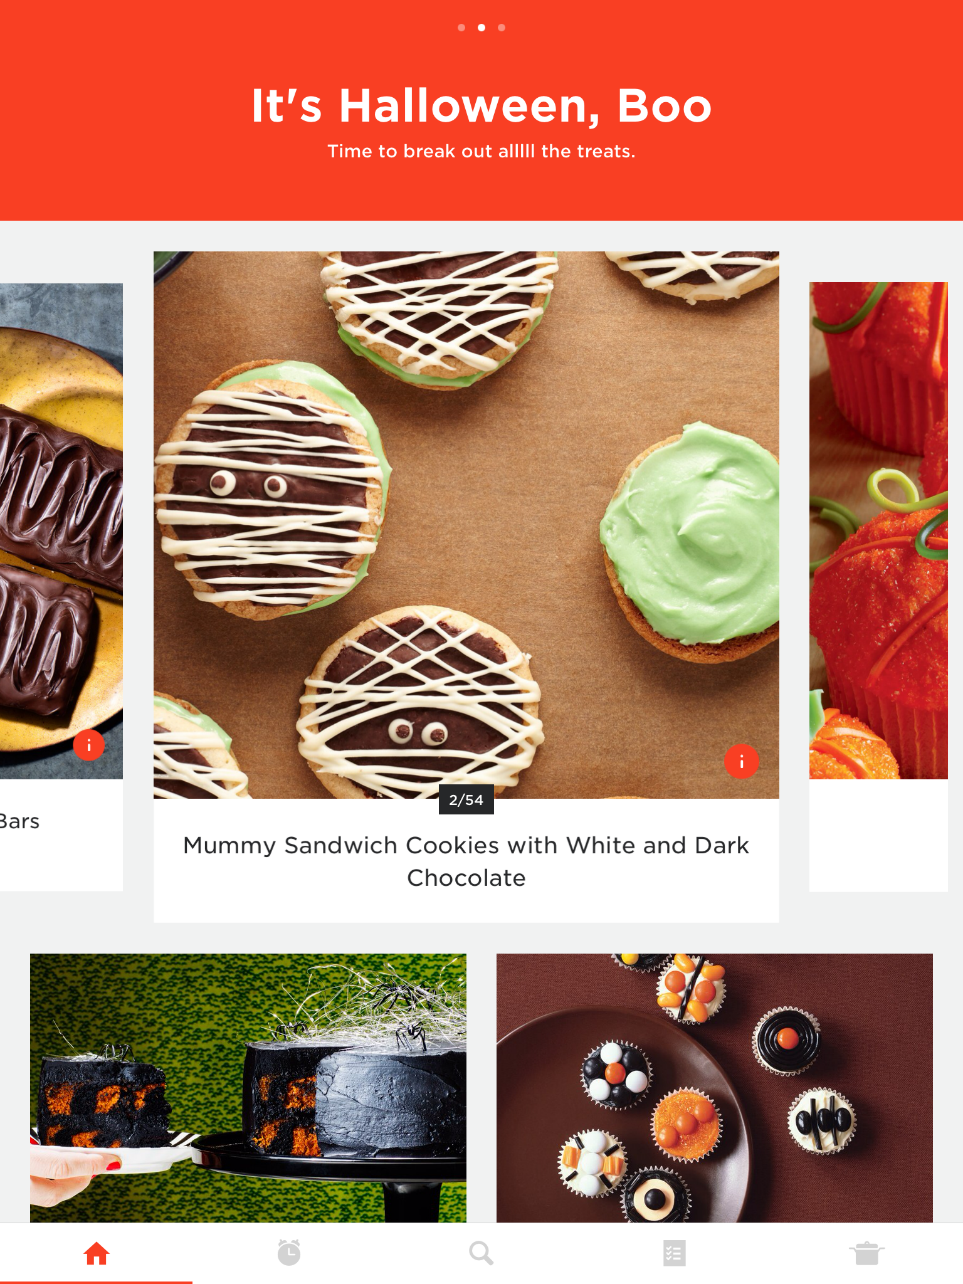 It's Halloween, Boo
Time to break out alllll the treats.
Bars
2/54
Mummy Sandwich Cookies with White and Dark
Chocolate